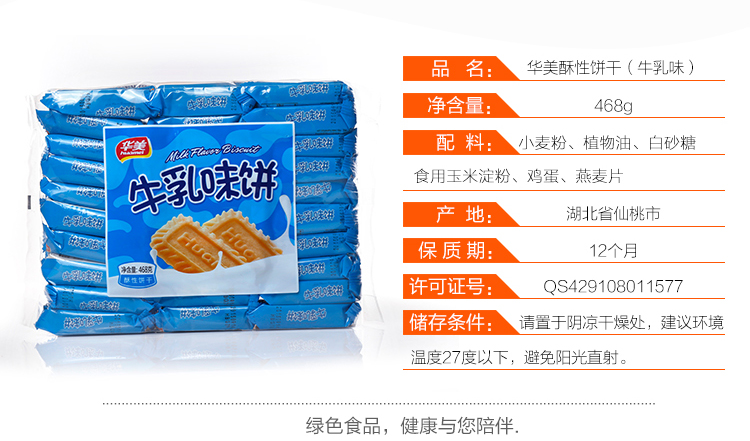 华美
Milk Flavor Biscuit
牛乳味饼
HUCI
净含量:468克
酥性饼干
品 名: 华美酥性饼干(牛乳味)
净含量: 468g
配 料: 小麦粉、植物油、白砂糖
食用玉米淀粉、鸡蛋、燕麦片
产 地: 湖北省仙桃市
保 质 期: 12个月
许可证号: QS429108011577
储存条件: 请置于阴凉干燥处，建议环境
温度27度以下，避免阳光直射。
绿色食品，健康与您陪伴.